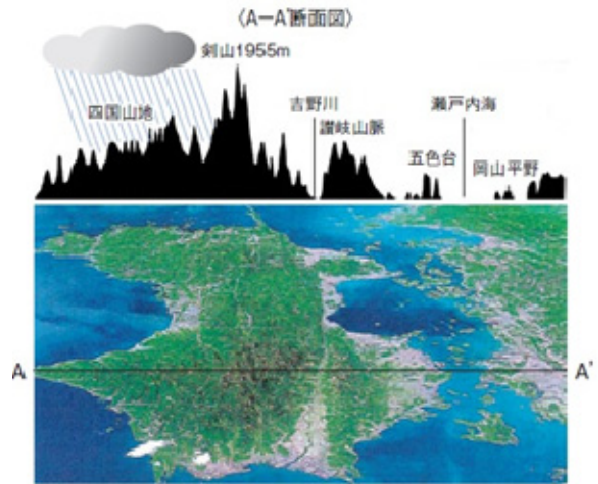 〈A－A'断面図〉
剣山1955m
四国山地
吉野川
讃岐山脈
瀬戸内海
五色台
岡山平野
A
A'